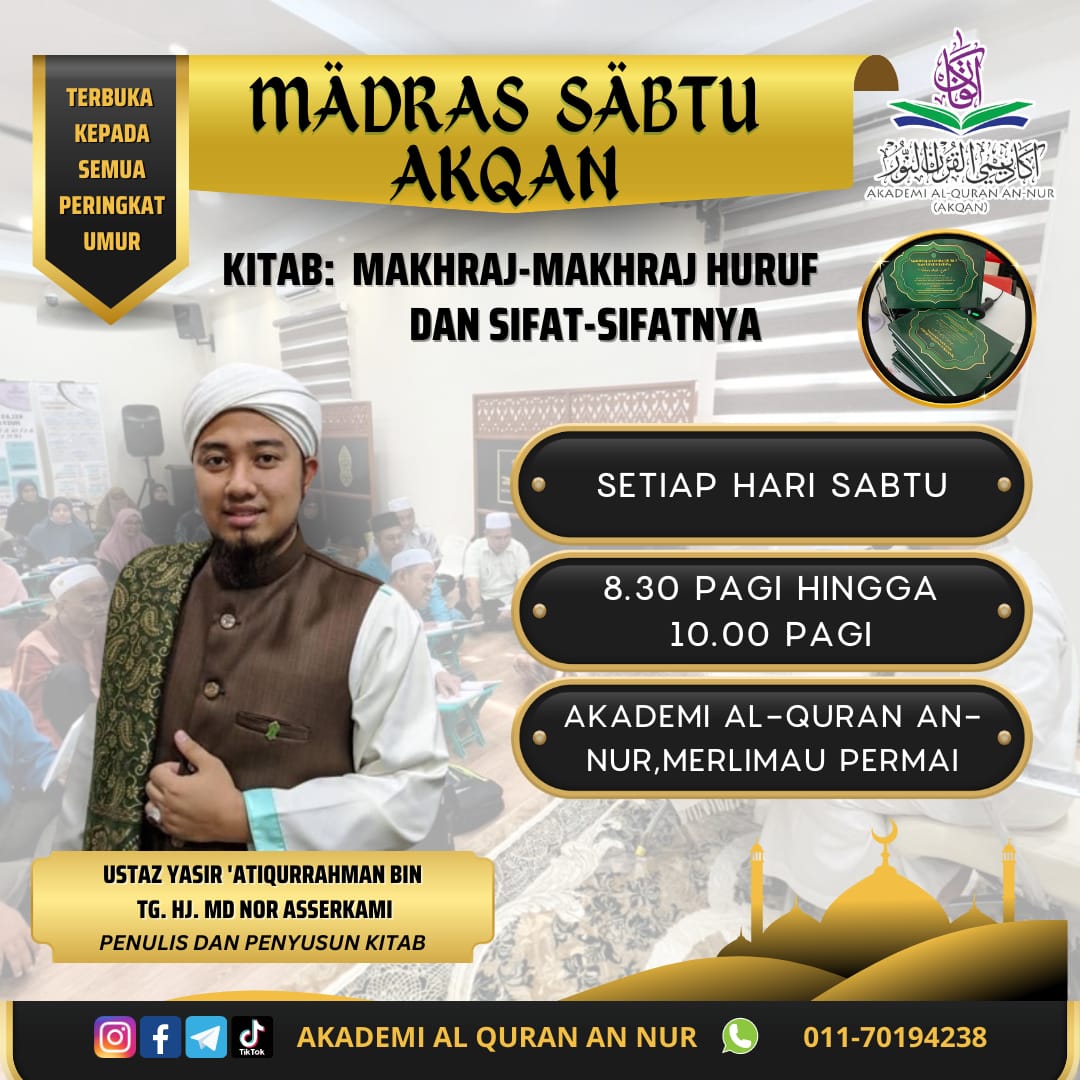 TERBUKA
KEPADA
SEMUA
PERINGKAT
UMUR
MÄDRAS SÄBTU
AKQAN
اكاديمي القرءان النور
AKADEMI AL-QURAN AN-NUR
(AKQAN)
KITAB: MAKHRAJ-MAKHRAJ HURUF
DAN SIFAT-SIFATNYA
SETIAP HARI SABTU
8.30 PAGI HINGGA
10.00 PAGI
AKADEMI AL-QURAN AN-
NUR,MERLIMAU PERMAI
USTAZ YASIR 'ATIQURRAHMAN BIN
TG. HJ. MD NOR ASSERKAMI
PENULIS DAN PENYUSUN KITAB
TikTok
AKADEMI AL QURAN AN NUR
011-70194238